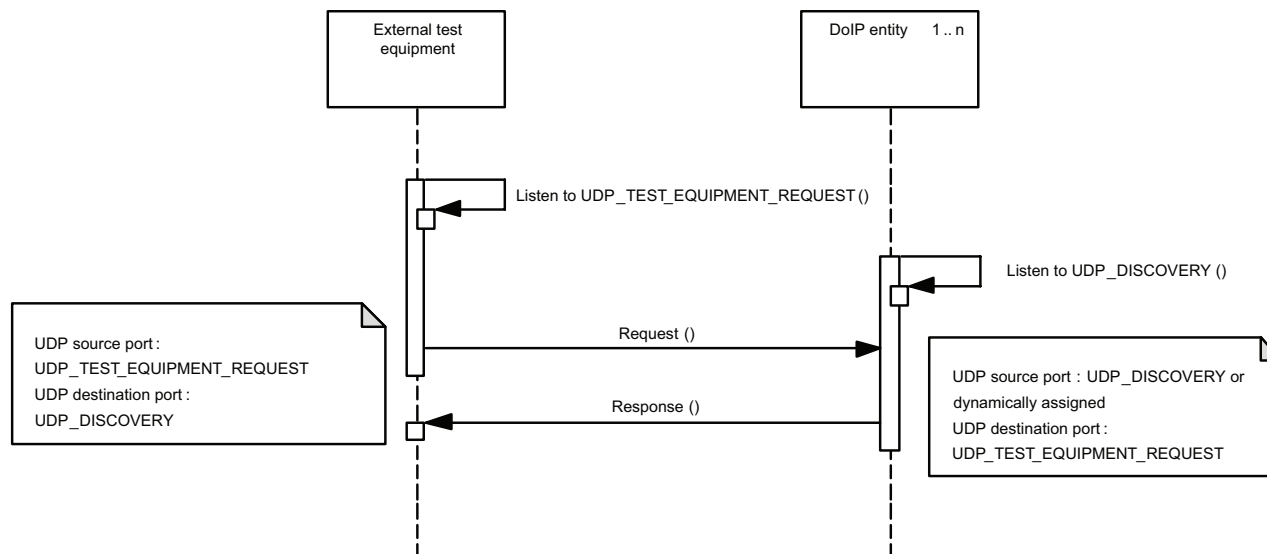 External test
equipment
DoIP entity 1 .. n
Listen to UDP_TEST_EQUIPMENT_REQUEST ()
Listen to UDP_DISCOVERY ()
UDP source port :
UDP_TEST_EQUIPMENT_REQUEST
UDP destination port :
UDP_DISCOVERY
Request ()
Response ()
UDP source port : UDP_DISCOVERY or
dynamically assigned
UDP destination port :
UDP_TEST_EQUIPMENT_REQUEST